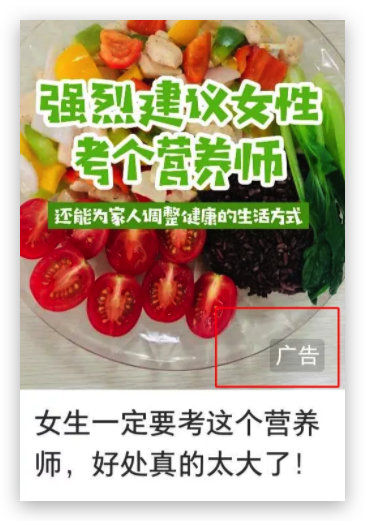 强烈建议女性
考个营养师
还能为家人调整健康的生活方式
广告
女生一定要考这个营养
师，好处真的太大了！